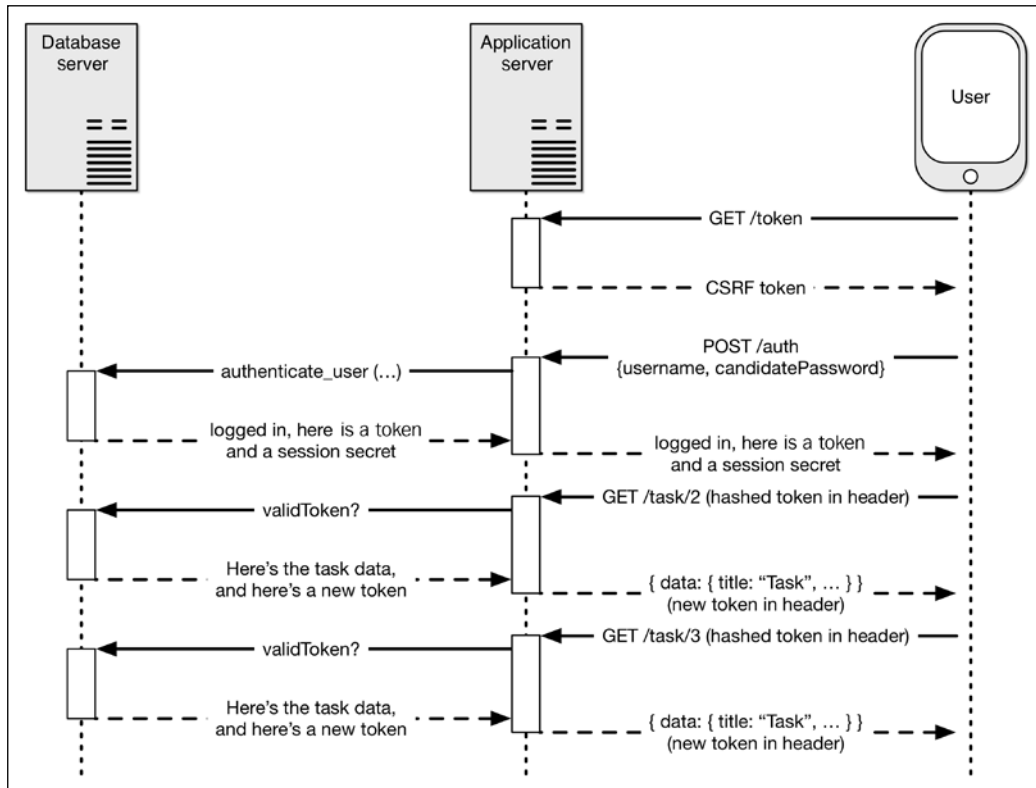 Database
server
Application
server
User
GET /token
CSRF token
POST /auth
{username, candidatePassword}
authenticate_user (…)
logged in, here is a token
and a session secret
logged in, here is a token
and a session secret
GET /task/2 (hashed token in header)
validToken?
Here’s the task data,
and here’s a new token
{ data: { title: “Task”, … } }
(new token in header)
GET /task/3 (hashed token in header)
validToken?
Here’s the task data,
and here’s a new token
{ data: { title: “Task”, … } }
(new token in header)